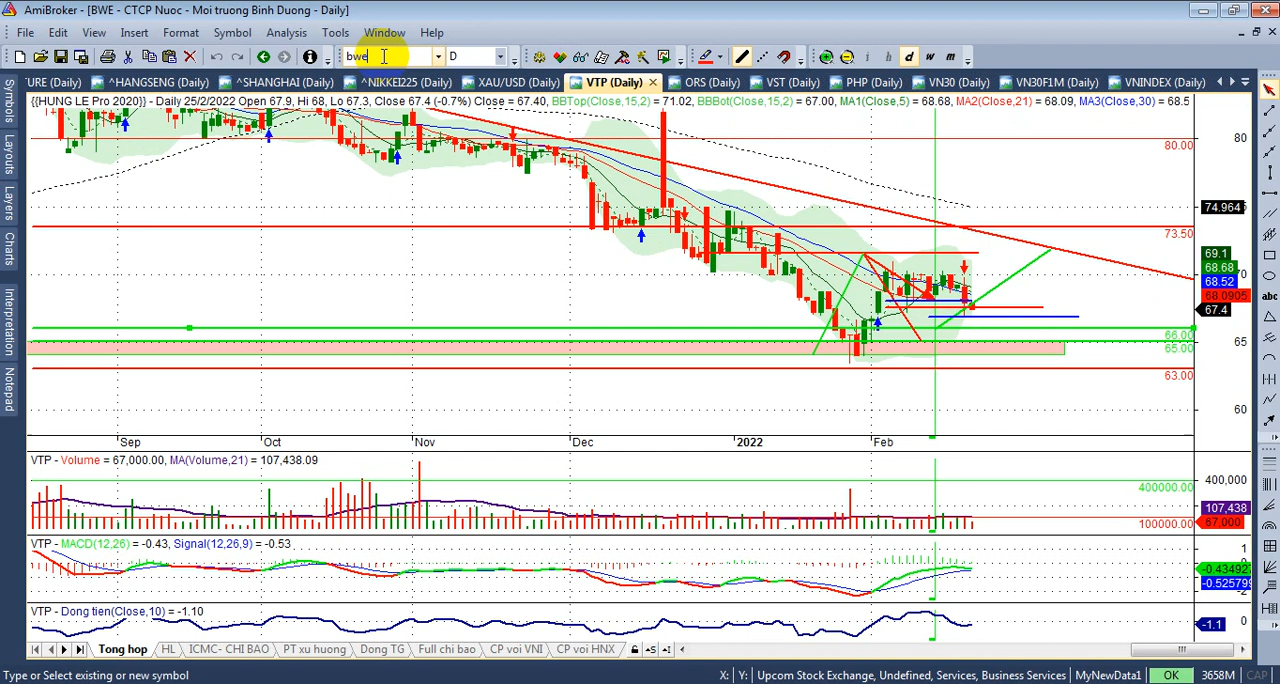 AmiBroker - [BWE - CTCP Nuoc - Moi truong Binh Duong - Daily]
File Edit View Insert Format Symbol Analysis Tools Window Help
bwe D i h d w m
'URE (Daily) ^HANGSENG (Daily) ^SHANGHAI (Daily) ^NIKKEI225 (Daily) XAU/USD (Daily) VTP (Daily) ORS (Daily) VST (Daily) PHP (Daily) VN30 (Daily) VN30F1M (Daily) VNINDEX (Daily)
{{HUNG LE Pro 2020}} - Daily 25/2/2022 Open 67.9, Hi 68, Lo 67.3, Close 67.4 (-0.7%) Close = 67.40, BBTop(Close,15,2) = 71.02, BBBot(Close,15,2) = 67.00, MA1(Close,5) = 68.68, MA2(Close,21) = 68.09, MA3(Close,30) = 68.5
Symbols
Layouts
Layers
Charts
Interpretation
Notepad
abc
80
80.00
74.964
73.50
69.1
68.68
68.52
68.0905
67.4
66.00
65.00
65
63.00
60
Sep Oct Nov Dec 2022 Feb
VTP - Volume = 67,000.00, MA(Volume,21) = 107,438.09
400,000
400000.00
107,438
67,000
100000.00
VTP - MACD(12,26) = -0.43, Signal(12,26,9) = -0.53
1
-0.434927
-0.525799
-2
VTP - Dong tien(Close,10) = -1.10
0
-1.1
Tong hop HL ICMC- CHI BAO PT xu huong Dong TG Full chi bao CP voi VNI CP voi HNX
Type or Select existing or new symbol X: Y: Upcom Stock Exchange, Undefined, Services, Business Services MyNewData1 OK 3658M CAP